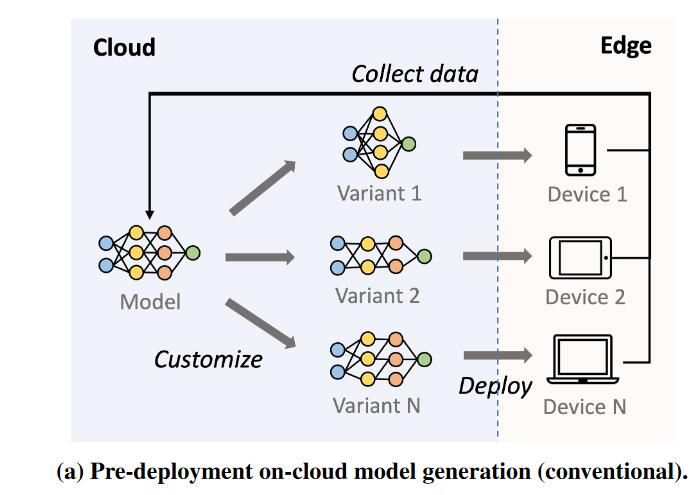 Cloud
Edge
Collect data
Variant 1
Device 1
Model
Variant 2
Device 2
Customize
Variant N
Deploy
Device N
(a) Pre-deployment on-cloud model generation (conventional).